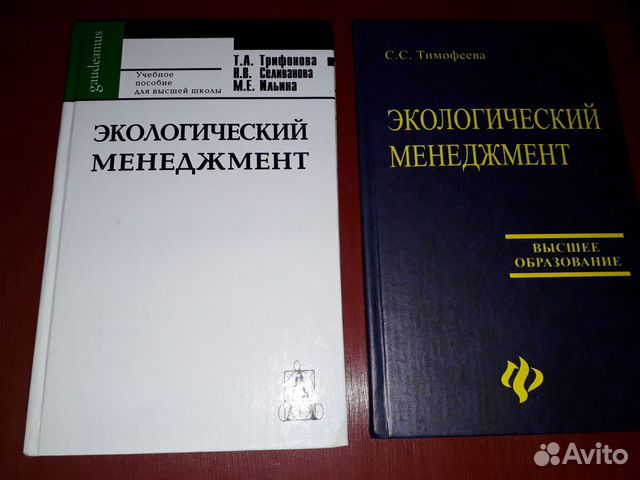 gaudeamus
Учебное
пособие
для высшей школы
Т.А. Трифонова
Н.В. Селиванова
М.Е. Ильина
ЭКОЛОГИЧЕСКИЙ
МЕНЕДЖМЕНТ
С.С. Тимофеева
ЭКОЛОГИЧЕСКИЙ
МЕНЕДЖМЕНТ
ВЫСШЕЕ
ОБРАЗОВАНИЕ
Avito